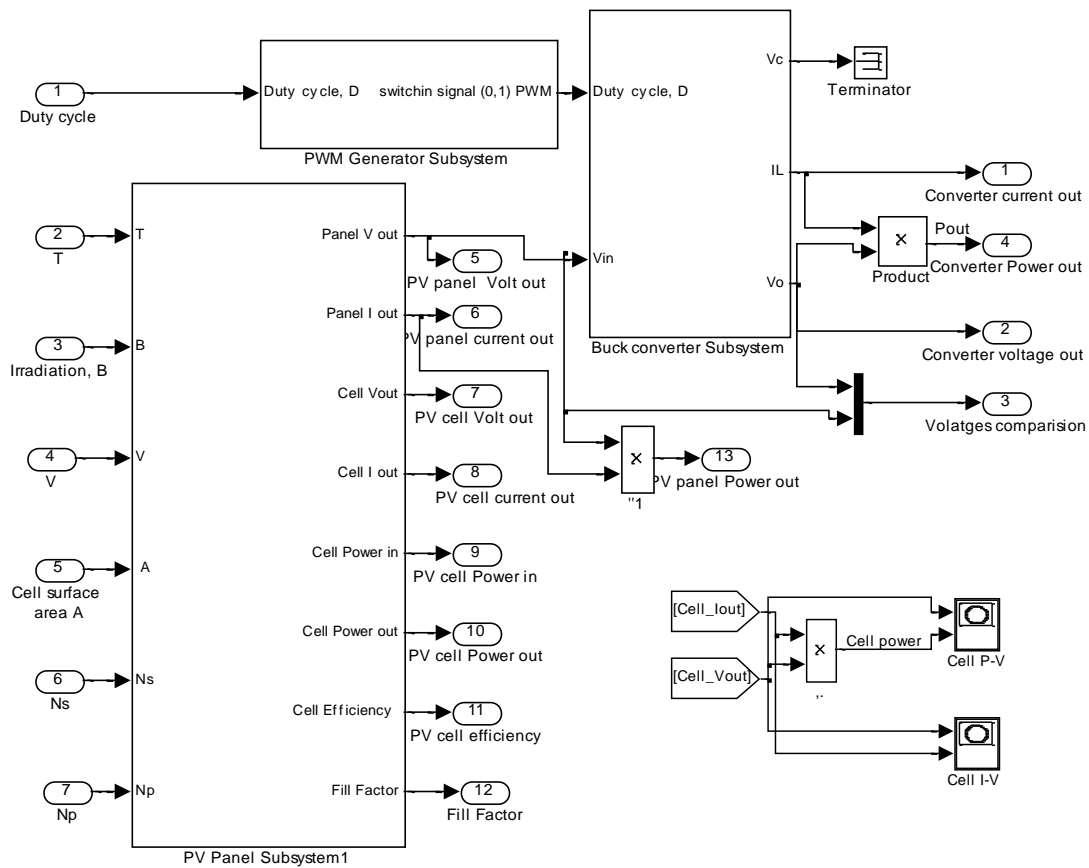 1
Duty cycle
Duty cycle, D
switchin signal (0,1) PWM
PWM Generator Subsystem
Duty cycle, D
Vin
Vc
IL
Vo
Buck converter Subsystem
Terminator
1
Converter current out
x
Product
Pout
4
Converter Power out
2
Converter voltage out
3
Volatges comparision
2
T
3
Irradiation, B
4
V
5
Cell surface
area A
6
Ns
7
Np
T
B
V
A
Ns
Np
Panel V out
Panel I out
Cell Vout
Cell I out
Cell Power in
Cell Power out
Cell Efficiency
Fill Factor
PV Panel Subsystem1
5
PV panel Volt out
6
PV panel current out
7
PV cell Volt out
8
PV cell current out
9
PV cell Power in
10
PV cell Power out
11
PV cell efficiency
12
Fill Factor
x
"1
13
PV panel Power out
[Cell_Iout]
[Cell_Vout]
x
,.
Cell power
Cell P-V
Cell I-V